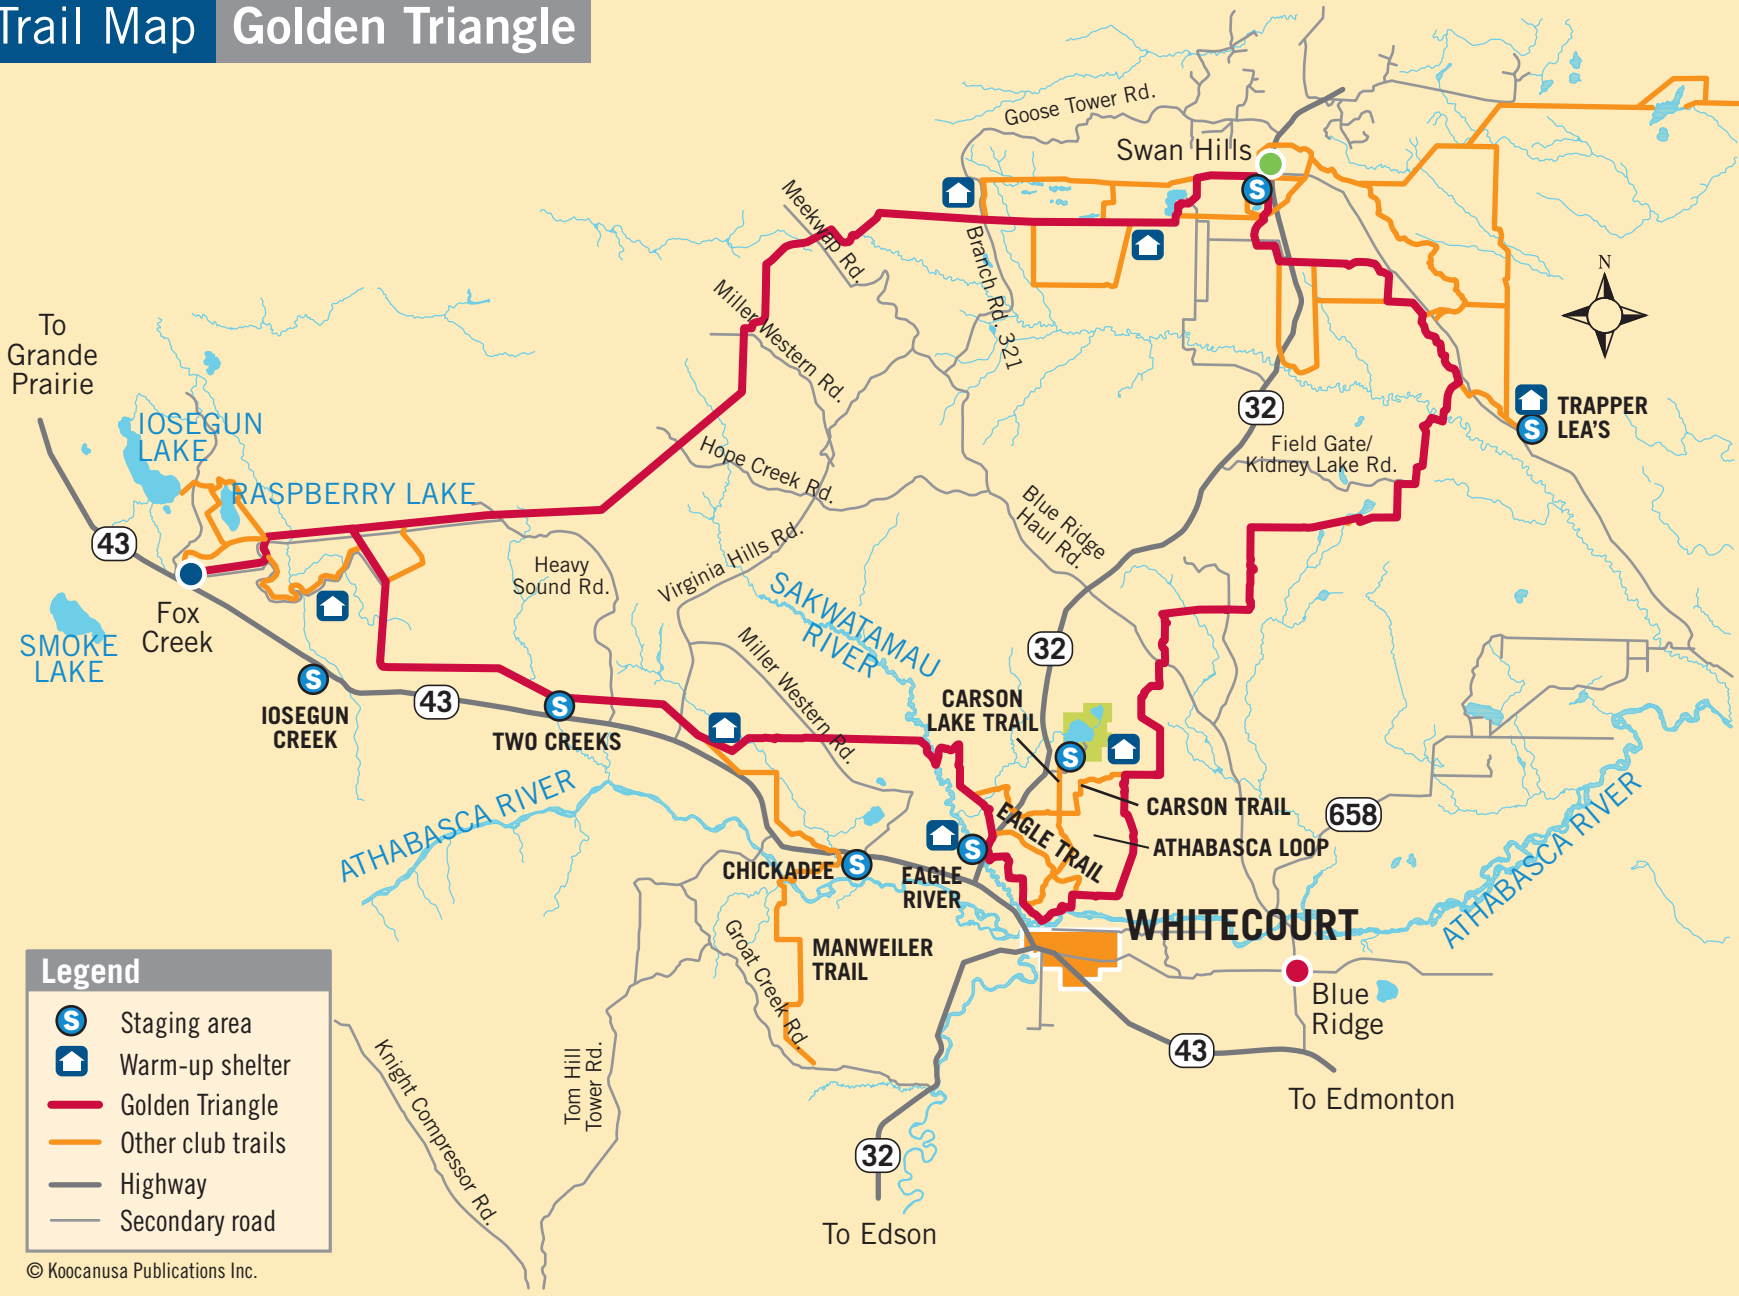 Trail Map Golden Triangle
Goose Tower Rd.
Swan Hills
S
Meekwap Rd.
Branch Rd. 321
Miller Western Rd.
N
To
Grande
Prairie
32
TRAPPER
LEA'S
S
IOSEGUN
LAKE
Field Gate/
Kidney Lake Rd.
Hope Creek Rd.
RASPBERRY LAKE
Blue Ridge
Haul Rd.
43
Heavy
Sound Rd.
Virginia Hills Rd.
SAKWATAMAU
RIVER
Fox
Creek
SMOKE
LAKE
Miller Western Rd.
32
S
IOSEGUN
CREEK
43
S
TWO CREEKS
CARSON
LAKE TRAIL
S
CARSON TRAIL
658
ATHABASCA RIVER
ATHABASCA RIVER
EAGLE TRAIL
ATHABASCA LOOP
CHICKADEE
S
S
EAGLE
RIVER
WHITECOURT
MANWEILER
TRAIL
Groat Creek Rd.
Blue
Ridge
43
To Edmonton
Legend
S Staging area
Warm-up shelter
Golden Triangle
Other club trails
Highway
Secondary road
Knight Compressor Rd.
Tom Hill
Tower Rd.
32
To Edson
© Koocanusa Publications Inc.